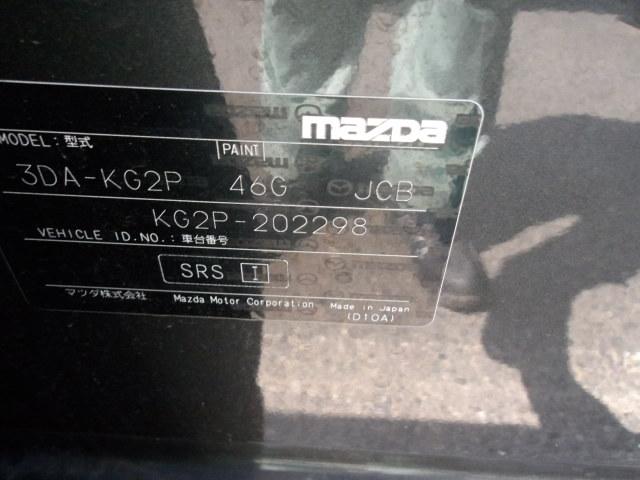 mazda
MODEL: 型式
PAINT
3DA-KG2P 46G JCB
KG2P-202298
VEHICLE ID.NO.: 車台番号
SRS I
マツダ株式会社 Mazda Motor Corporation Made in Japan
(D10A)